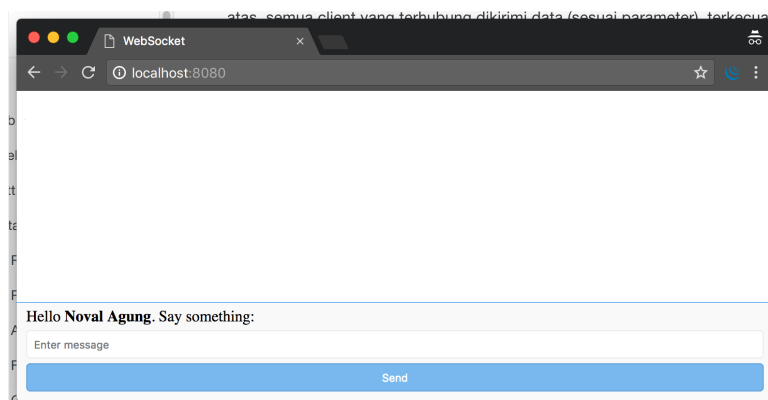 atas, semua client yang terhubung dikirimi data (sesuai parameter), terkecua
WebSocket
localhost:8080
Hello Noval Agung. Say something:
Enter message
Send